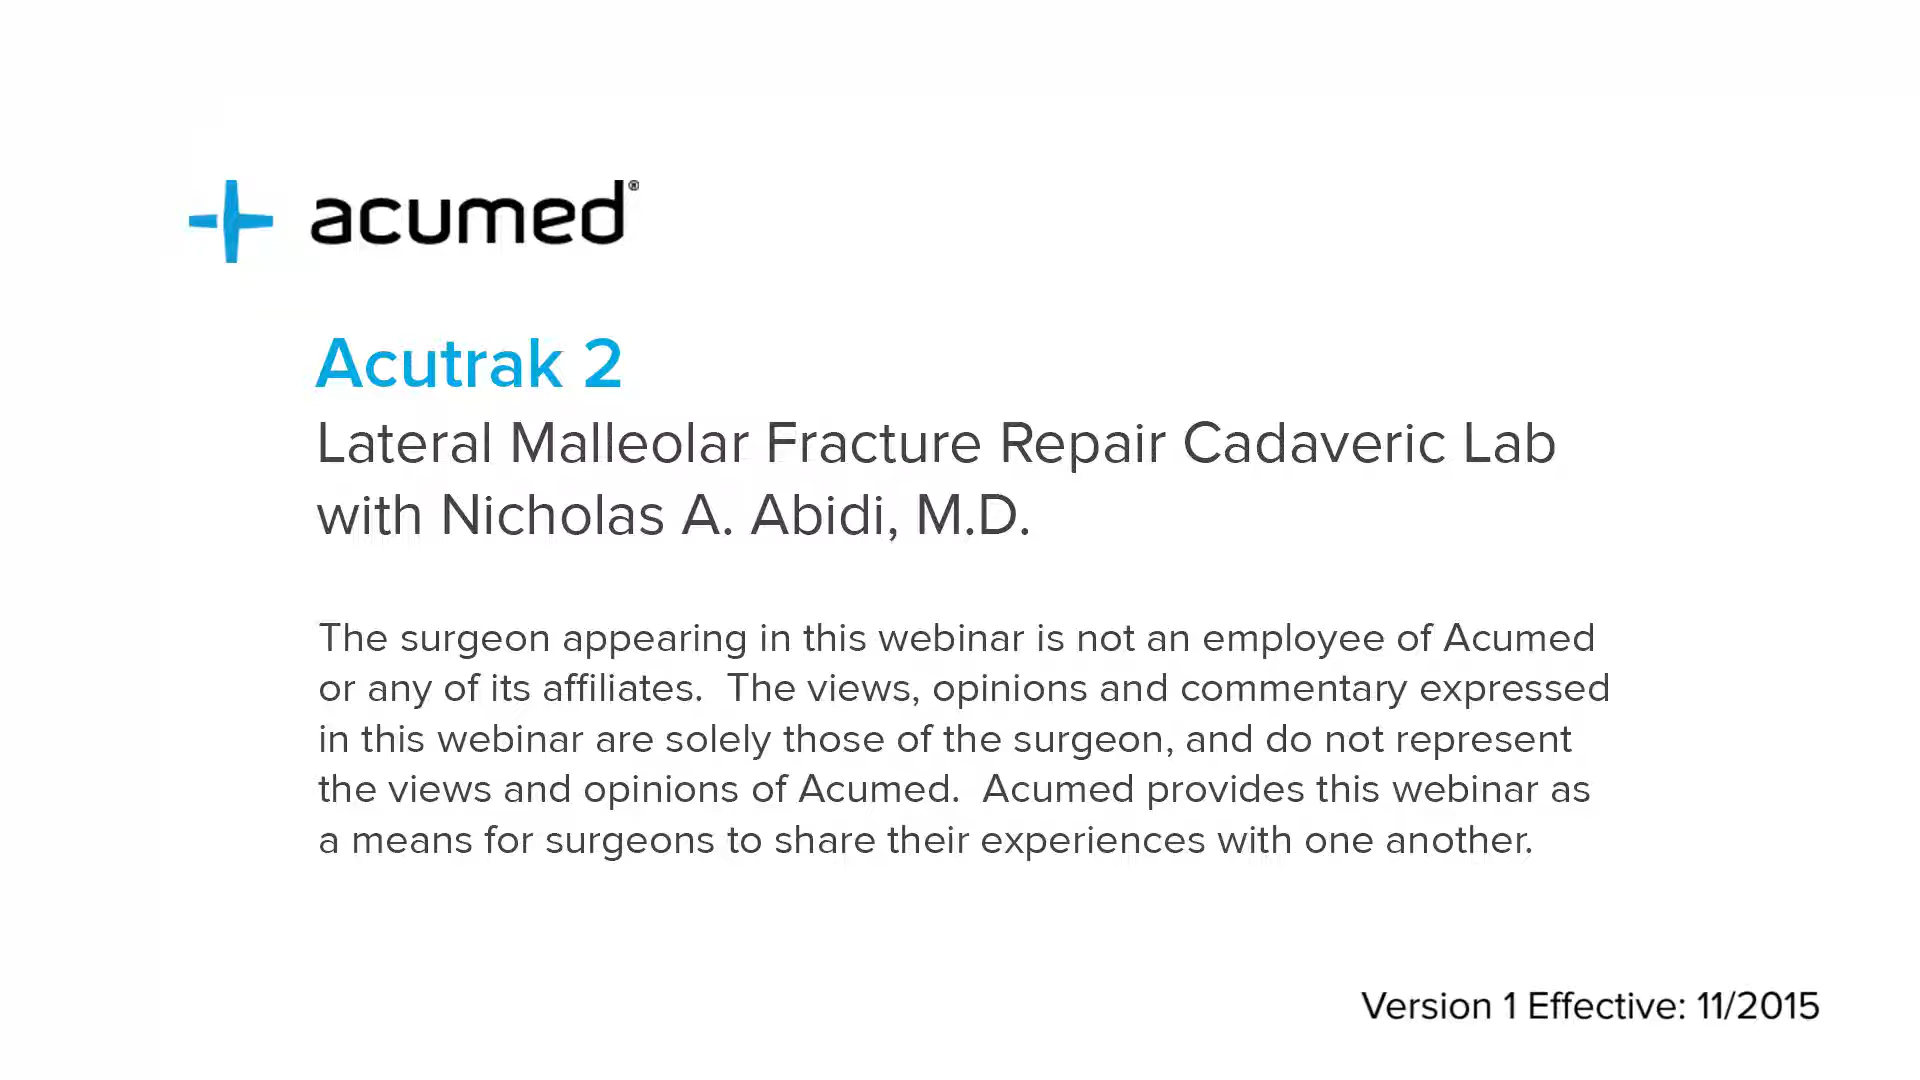 acumed®
Acutrak 2
Lateral Malleolar Fracture Repair Cadaveric Lab
with Nicholas A. Abidi, M.D.
The surgeon appearing in this webinar is not an employee of Acumed
or any of its affiliates.  The views, opinions and commentary expressed
in this webinar are solely those of the surgeon, and do not represent
the views and opinions of Acumed.  Acumed provides this webinar as
a means for surgeons to share their experiences with one another.
Version 1 Effective: 11/2015